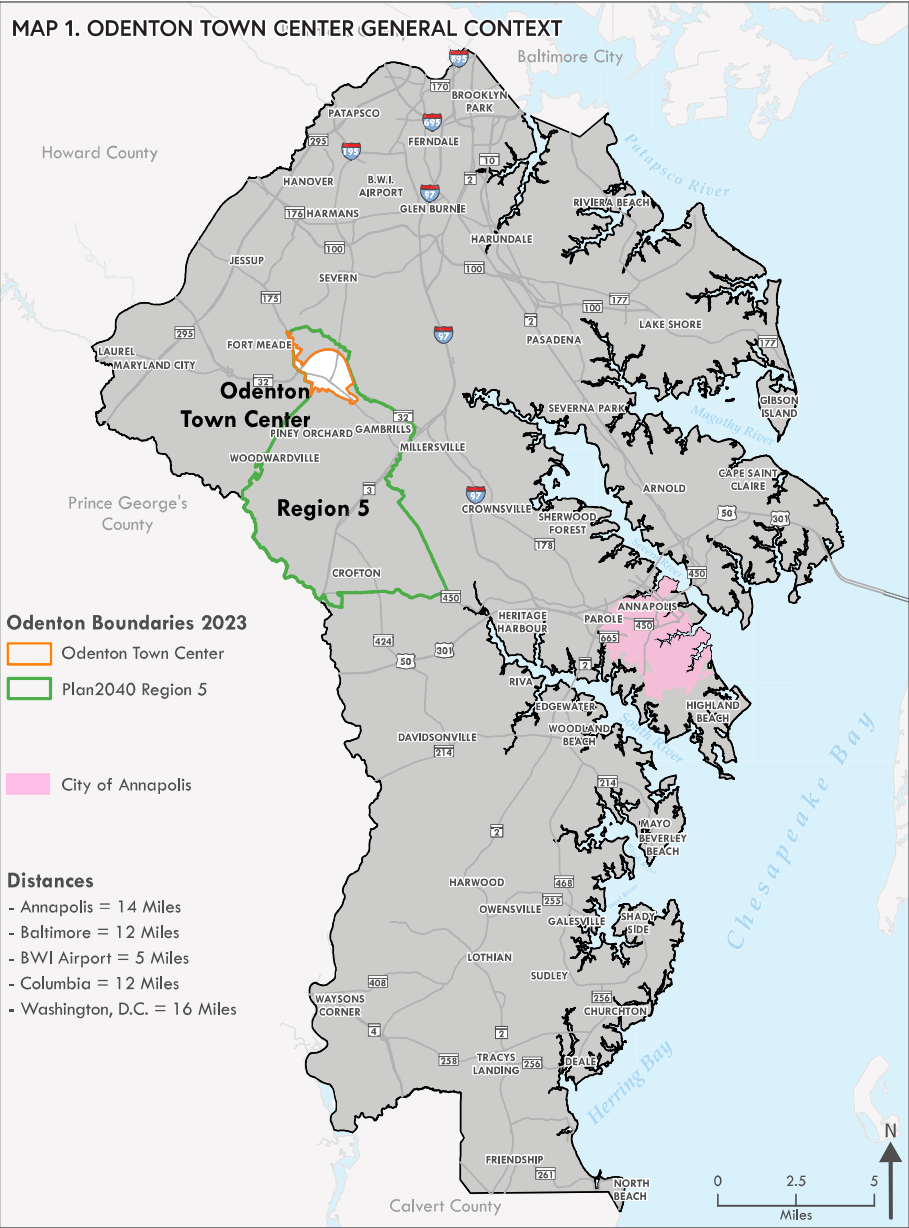 MAP 1. ODENTON TOWN CENTER GENERAL CONTEXT
Baltimore City
895
170
BROOKLYN
PARK
PATAPSCO
695
295
FERNDALE
Howard County
195
10
Patapsco River
HANOVER
B.W.I.
AIRPORT
2
97
RIVIERA BEACH
176
HARMANS
GLEN BURNIE
100
HARUNDALE
JESSUP
SEVERN
100
175
100
177
2
LAKE SHORE
295
97
PASADENA
177
FORT MEADE
LAUREL
MARYLAND CITY
32
Odenton
Town Center
GIBSON
ISLAND
SEVERNA PARK
Magothy River
32
PINEY ORCHARD
GAMBRILLS
MILLERSVILLE
WOODWARDVILLE
CAPE SAINT
CLAIRE
3
97
ARNOLD
Prince George's
County
Region 5
CROWNSVILLE
SHERWOOD
FOREST
50
301
178
Severn River
CROFTON
450
450
ANNAPOLIS
HERITAGE
HARBOUR
PAROLE
450
Odenton Boundaries 2023
Odenton Town Center
Plan2040 Region 5
City of Annapolis
424
50
301
665
2
RIVA
EDGEWATER
HIGHLAND
BEACH
WOODLAND
BEACH
South River
DAVIDSONVILLE
214
214
Chesapeake Bay
2
MAYO
BEVERLEY
BEACH
Distances
- Annapolis = 14 Miles
- Baltimore = 12 Miles
- BWI Airport = 5 Miles
- Columbia = 12 Miles
- Washington, D.C. = 16 Miles
HARWOOD
468
255
OWENSVILLE
GALESVILLE
SHADY
SIDE
LOTHIAN
SUDLEY
408
WAYSONS
CORNER
256
CHURCHTON
4
2
258
TRACYS
LANDING
256
DEALE
Herring Bay
FRIENDSHIP
261
NORTH
BEACH
Calvert County
N
0 2.5 5
Miles